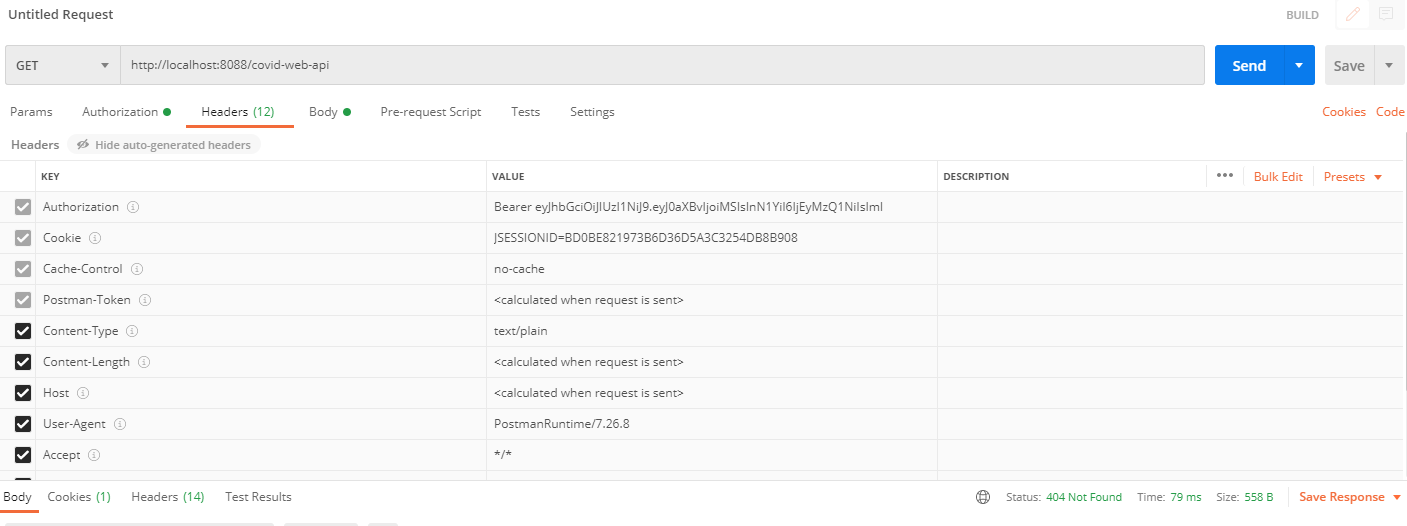 Untitled Request BUILD
GET http://localhost:8088/covid-web-api Send Save
Params Authorization Headers (12) Body Pre-request Script Tests Settings Cookies Code
Headers Hide auto-generated headers
KEY VALUE DESCRIPTION ••• Bulk Edit Presets
Authorization Bearer eyJhbGciOiJIUzI1NiJ9.eyJ0aXBvIjoiMSIsInN1YiI6IjEyMzQ1NiIsImI
Cookie JSESSIONID=BD0BE821973B6D36D5A3C3254DB8B908
Cache-Control no-cache
Postman-Token <calculated when request is sent>
Content-Type text/plain
Content-Length <calculated when request is sent>
Host <calculated when request is sent>
User-Agent PostmanRuntime/7.26.8
Accept */*
Body Cookies (1) Headers (14) Test Results Status: 404 Not Found Time: 79 ms Size: 558 B Save Response